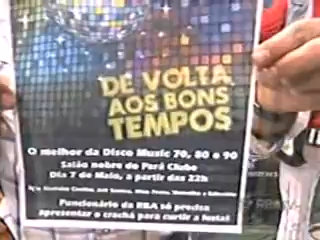 DE VOLTA
AOS BONS
TEMPOS
O melhor da Disco Music 70, 80 e 90
Salão nobre do Pará Clube
Dia 7 de Maio, a partir das 22h
Funcionário da RBA só precisa
apresentar o crachá para curtir a festa!